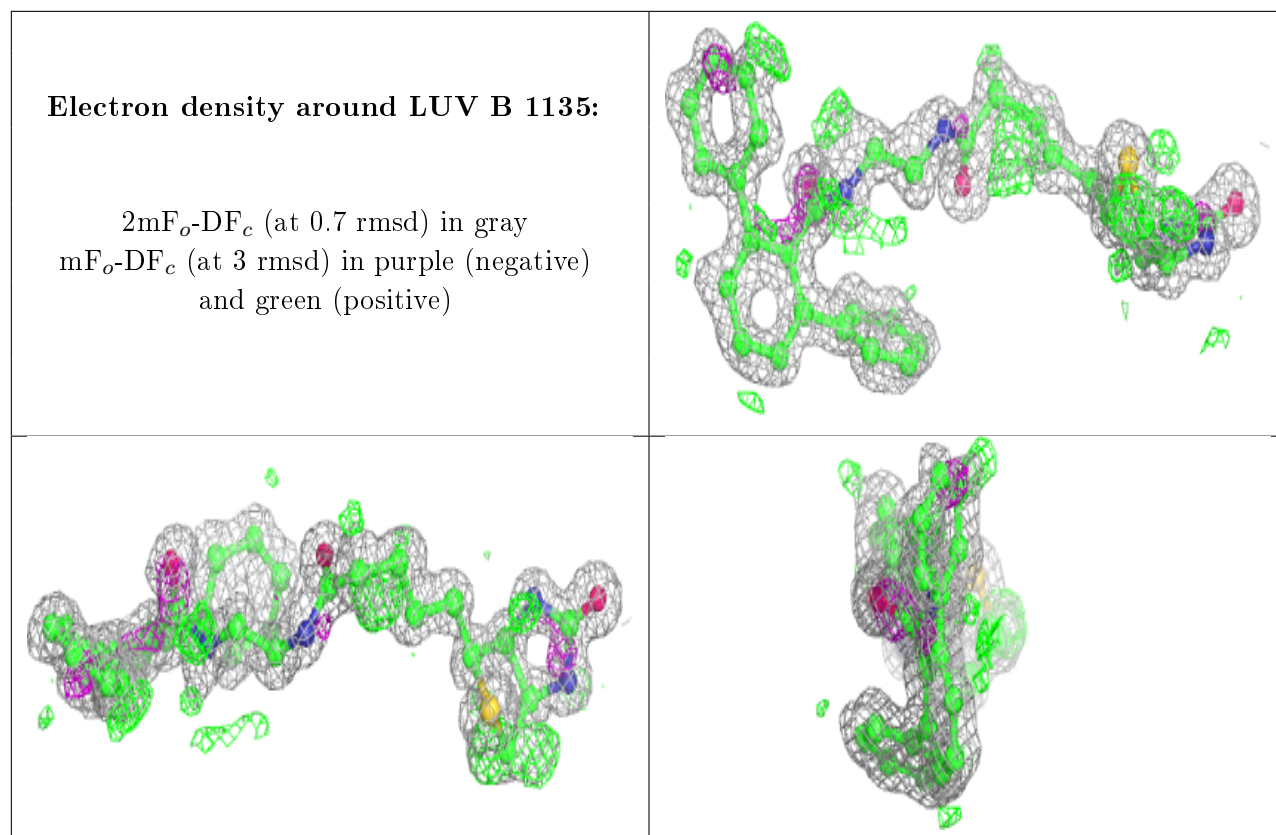 Electron density around LUV B 1135:
2mFₒ-DF𝒸 (at 0.7 rmsd) in gray
mFₒ-DF𝒸 (at 3 rmsd) in purple (negative)
and green (positive)